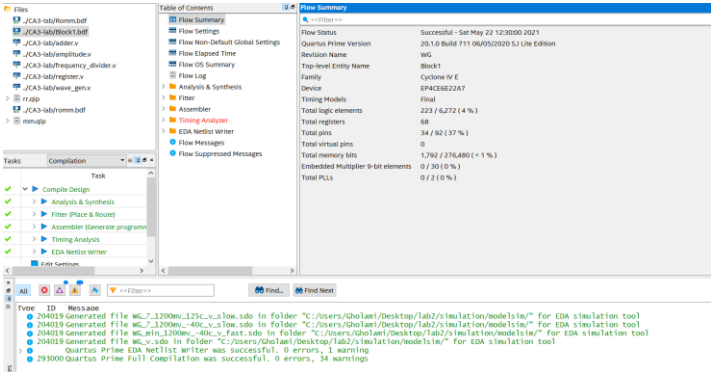 Files
../CA3-lab/Romm.bdf
../CA3-lab/Block1.bdf
../CA3-lab/adder.v
../CA3-lab/amplitude.v
../CA3-lab/frequency_divider.v
../CA3-lab/register.v
../CA3-lab/wave_gen.v
rr.qip
../CA3-lab/romm.bdf
mm.qip
Tasks Compilation
Task
Compile Design
Analysis & Synthesis
Fitter (Place & Route)
Assembler (Generate programn
Timing Analysis
EDA Netlist Writer
Edit Settings
Table of Contents
Flow Summary
Flow Settings
Flow Non-Default Global Settings
Flow Elapsed Time
Flow OS Summary
Flow Log
Analysis & Synthesis
Fitter
Assembler
Timing Analyzer
EDA Netlist Writer
Flow Messages
Flow Suppressed Messages
Flow Summary
<<Filter>>
Flow Status Successful - Sat May 22 12:30:00 2021
Quartus Prime Version 20.1.0 Build 711 06/05/2020 SJ Lite Edition
Revision Name WG
Top-level Entity Name Block1
Family Cyclone IV E
Device EP4CE6E22A7
Timing Models Final
Total logic elements 223 / 6,272 ( 4 % )
Total registers 68
Total pins 34 / 92 ( 37 % )
Total virtual pins 0
Total memory bits 1,792 / 276,480 ( < 1 % )
Embedded Multiplier 9-bit elements 0 / 30 ( 0 % )
Total PLLs 0 / 2 ( 0 % )
All <<Filter>> Find... Find Next
Type ID Message
204019 Generated file WG_7_1200mv_125c_v_slow.sdo in folder "C:/Users/Gholami/Desktop/lab2/simulation/modelsim/" for EDA simulation tool
204019 Generated file WG_7_1200mv_-40c_v_slow.sdo in folder "C:/Users/Gholami/Desktop/lab2/simulation/modelsim/" for EDA simulation tool
204019 Generated file WG_min_1200mv_-40c_v_fast.sdo in folder "C:/Users/Gholami/Desktop/lab2/simulation/modelsim/" for EDA simulation tool
204019 Generated file WG_v.sdo in folder "C:/Users/Gholami/Desktop/lab2/simulation/modelsim/" for EDA simulation tool
Quartus Prime EDA Netlist Writer was successful. 0 errors, 1 warning
293000 Quartus Prime Full Compilation was successful. 0 errors, 34 warnings